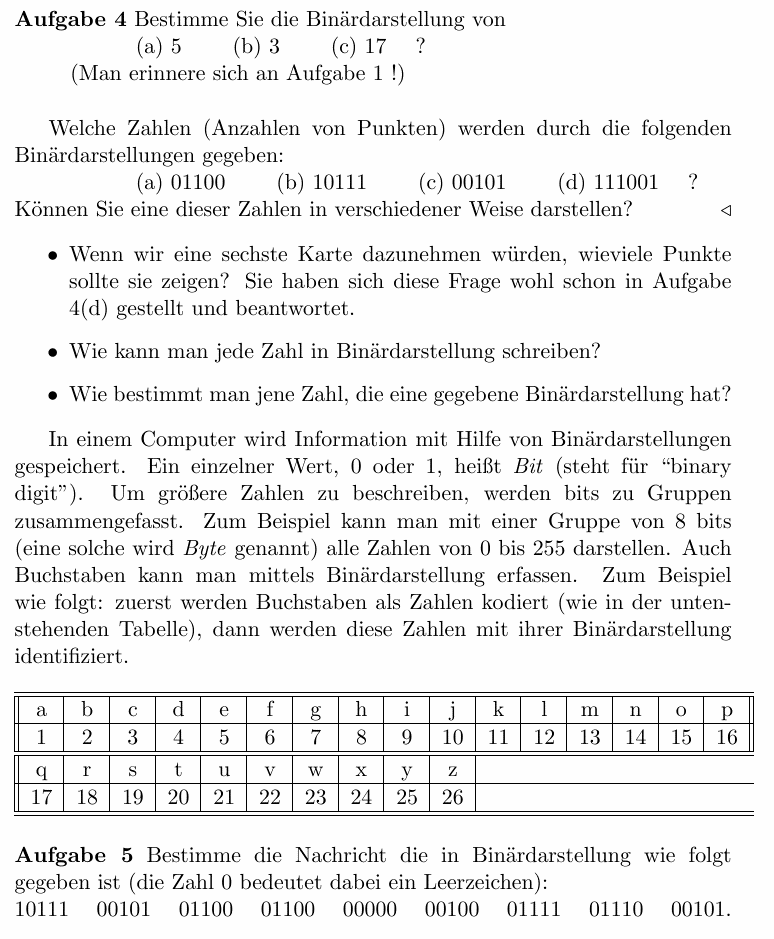 Aufgabe 4 Bestimme Sie die Binärdarstellung von
(a) 5 (b) 3 (c) 17 ?
(Man erinnere sich an Aufgabe 1 !)
Welche Zahlen (Anzahlen von Punkten) werden durch die folgenden
Binärdarstellungen gegeben:
(a) 01100 (b) 10111 (c) 00101 (d) 111001 ?
Können Sie eine dieser Zahlen in verschiedener Weise darstellen? ◁
• Wenn wir eine sechste Karte dazunehmen würden, wieviele Punkte
sollte sie zeigen? Sie haben sich diese Frage wohl schon in Aufgabe
4(d) gestellt und beantwortet.
• Wie kann man jede Zahl in Binärdarstellung schreiben?
• Wie bestimmt man jene Zahl, die eine gegebene Binärdarstellung hat?
In einem Computer wird Information mit Hilfe von Binärdarstellungen
gespeichert. Ein einzelner Wert, 0 oder 1, heißt Bit (steht für “binary
digit”). Um größere Zahlen zu beschreiben, werden bits zu Gruppen
zusammengefasst. Zum Beispiel kann man mit einer Gruppe von 8 bits
(eine solche wird Byte genannt) alle Zahlen von 0 bis 255 darstellen. Auch
Buchstaben kann man mittels Binärdarstellung erfassen. Zum Beispiel
wie folgt: zuerst werden Buchstaben als Zahlen kodiert (wie in der unten-
stehenden Tabelle), dann werden diese Zahlen mit ihrer Binärdarstellung
identifiziert.
a b c d e f g h i j k l m n o p
1 2 3 4 5 6 7 8 9 10 11 12 13 14 15 16
q r s t u v w x y z
17 18 19 20 21 22 23 24 25 26
Aufgabe 5 Bestimme die Nachricht die in Binärdarstellung wie folgt
gegeben ist (die Zahl 0 bedeutet dabei ein Leerzeichen):
10111 00101 01100 01100 00000 00100 01111 01110 00101.